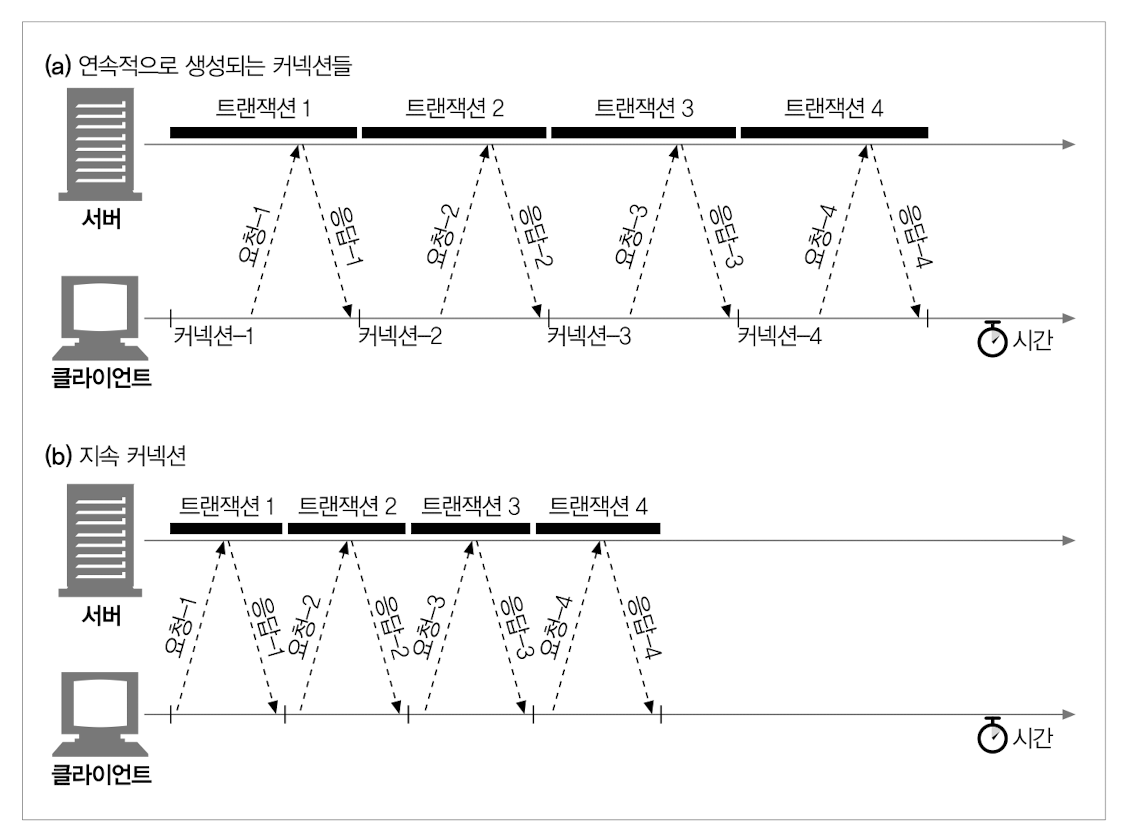 (a) 연속적으로 생성되는 커넥션들
트랜잭션 1
트랜잭션 2
트랜잭션 3
트랜잭션 4
서버
요청-1
응답-1
요청-2
응답-2
요청-3
응답-3
요청-4
응답-4
커넥션-1
커넥션-2
커넥션-3
커넥션-4
시간
클라이언트
(b) 지속 커넥션
트랜잭션 1
트랜잭션 2
트랜잭션 3
트랜잭션 4
서버
요청-1
응답-1
요청-2
응답-2
요청-3
응답-3
요청-4
응답-4
시간
클라이언트